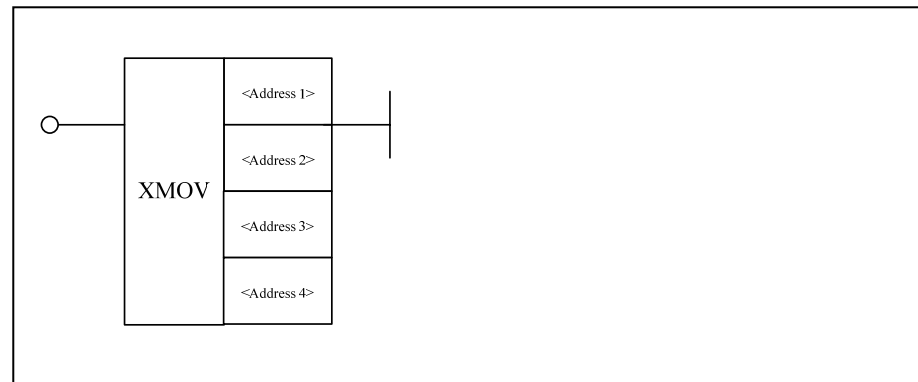 <Address 1>
<Address 2>
XMOV
<Address 3>
<Address 4>